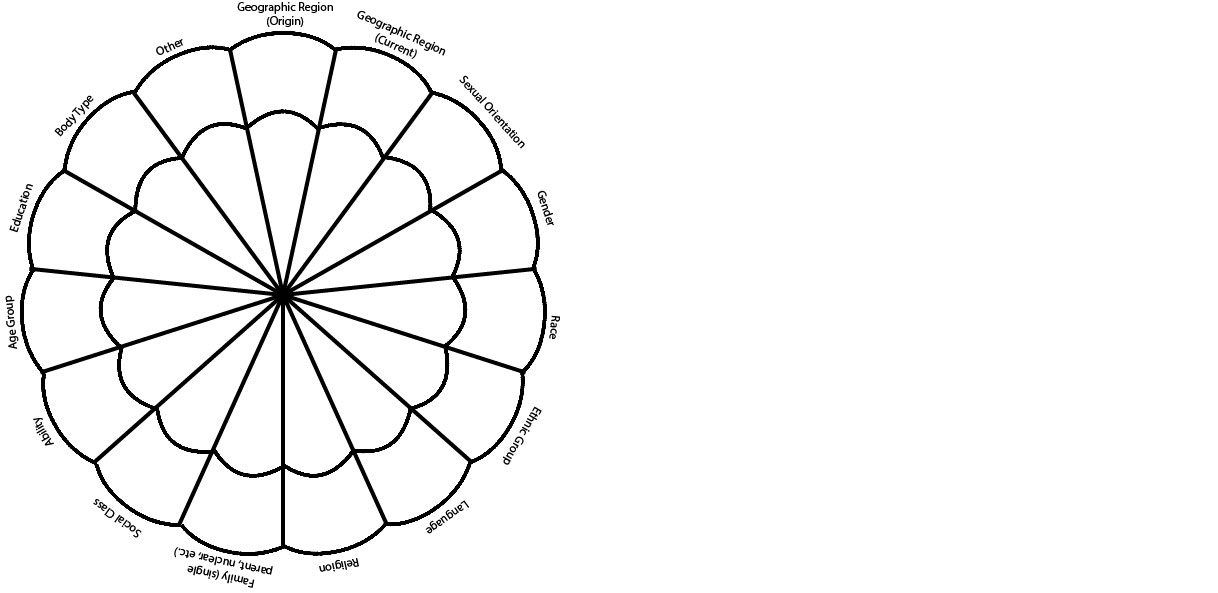 Geographic Region
(Origin)
Geographic Region
(Current)
Sexual Orientation
Gender
Race
Ethnic Group
Language
Religion
Family (single
parent, nuclear, etc.)
Social Class
Ability
Age Group
Education
Body Type
Other